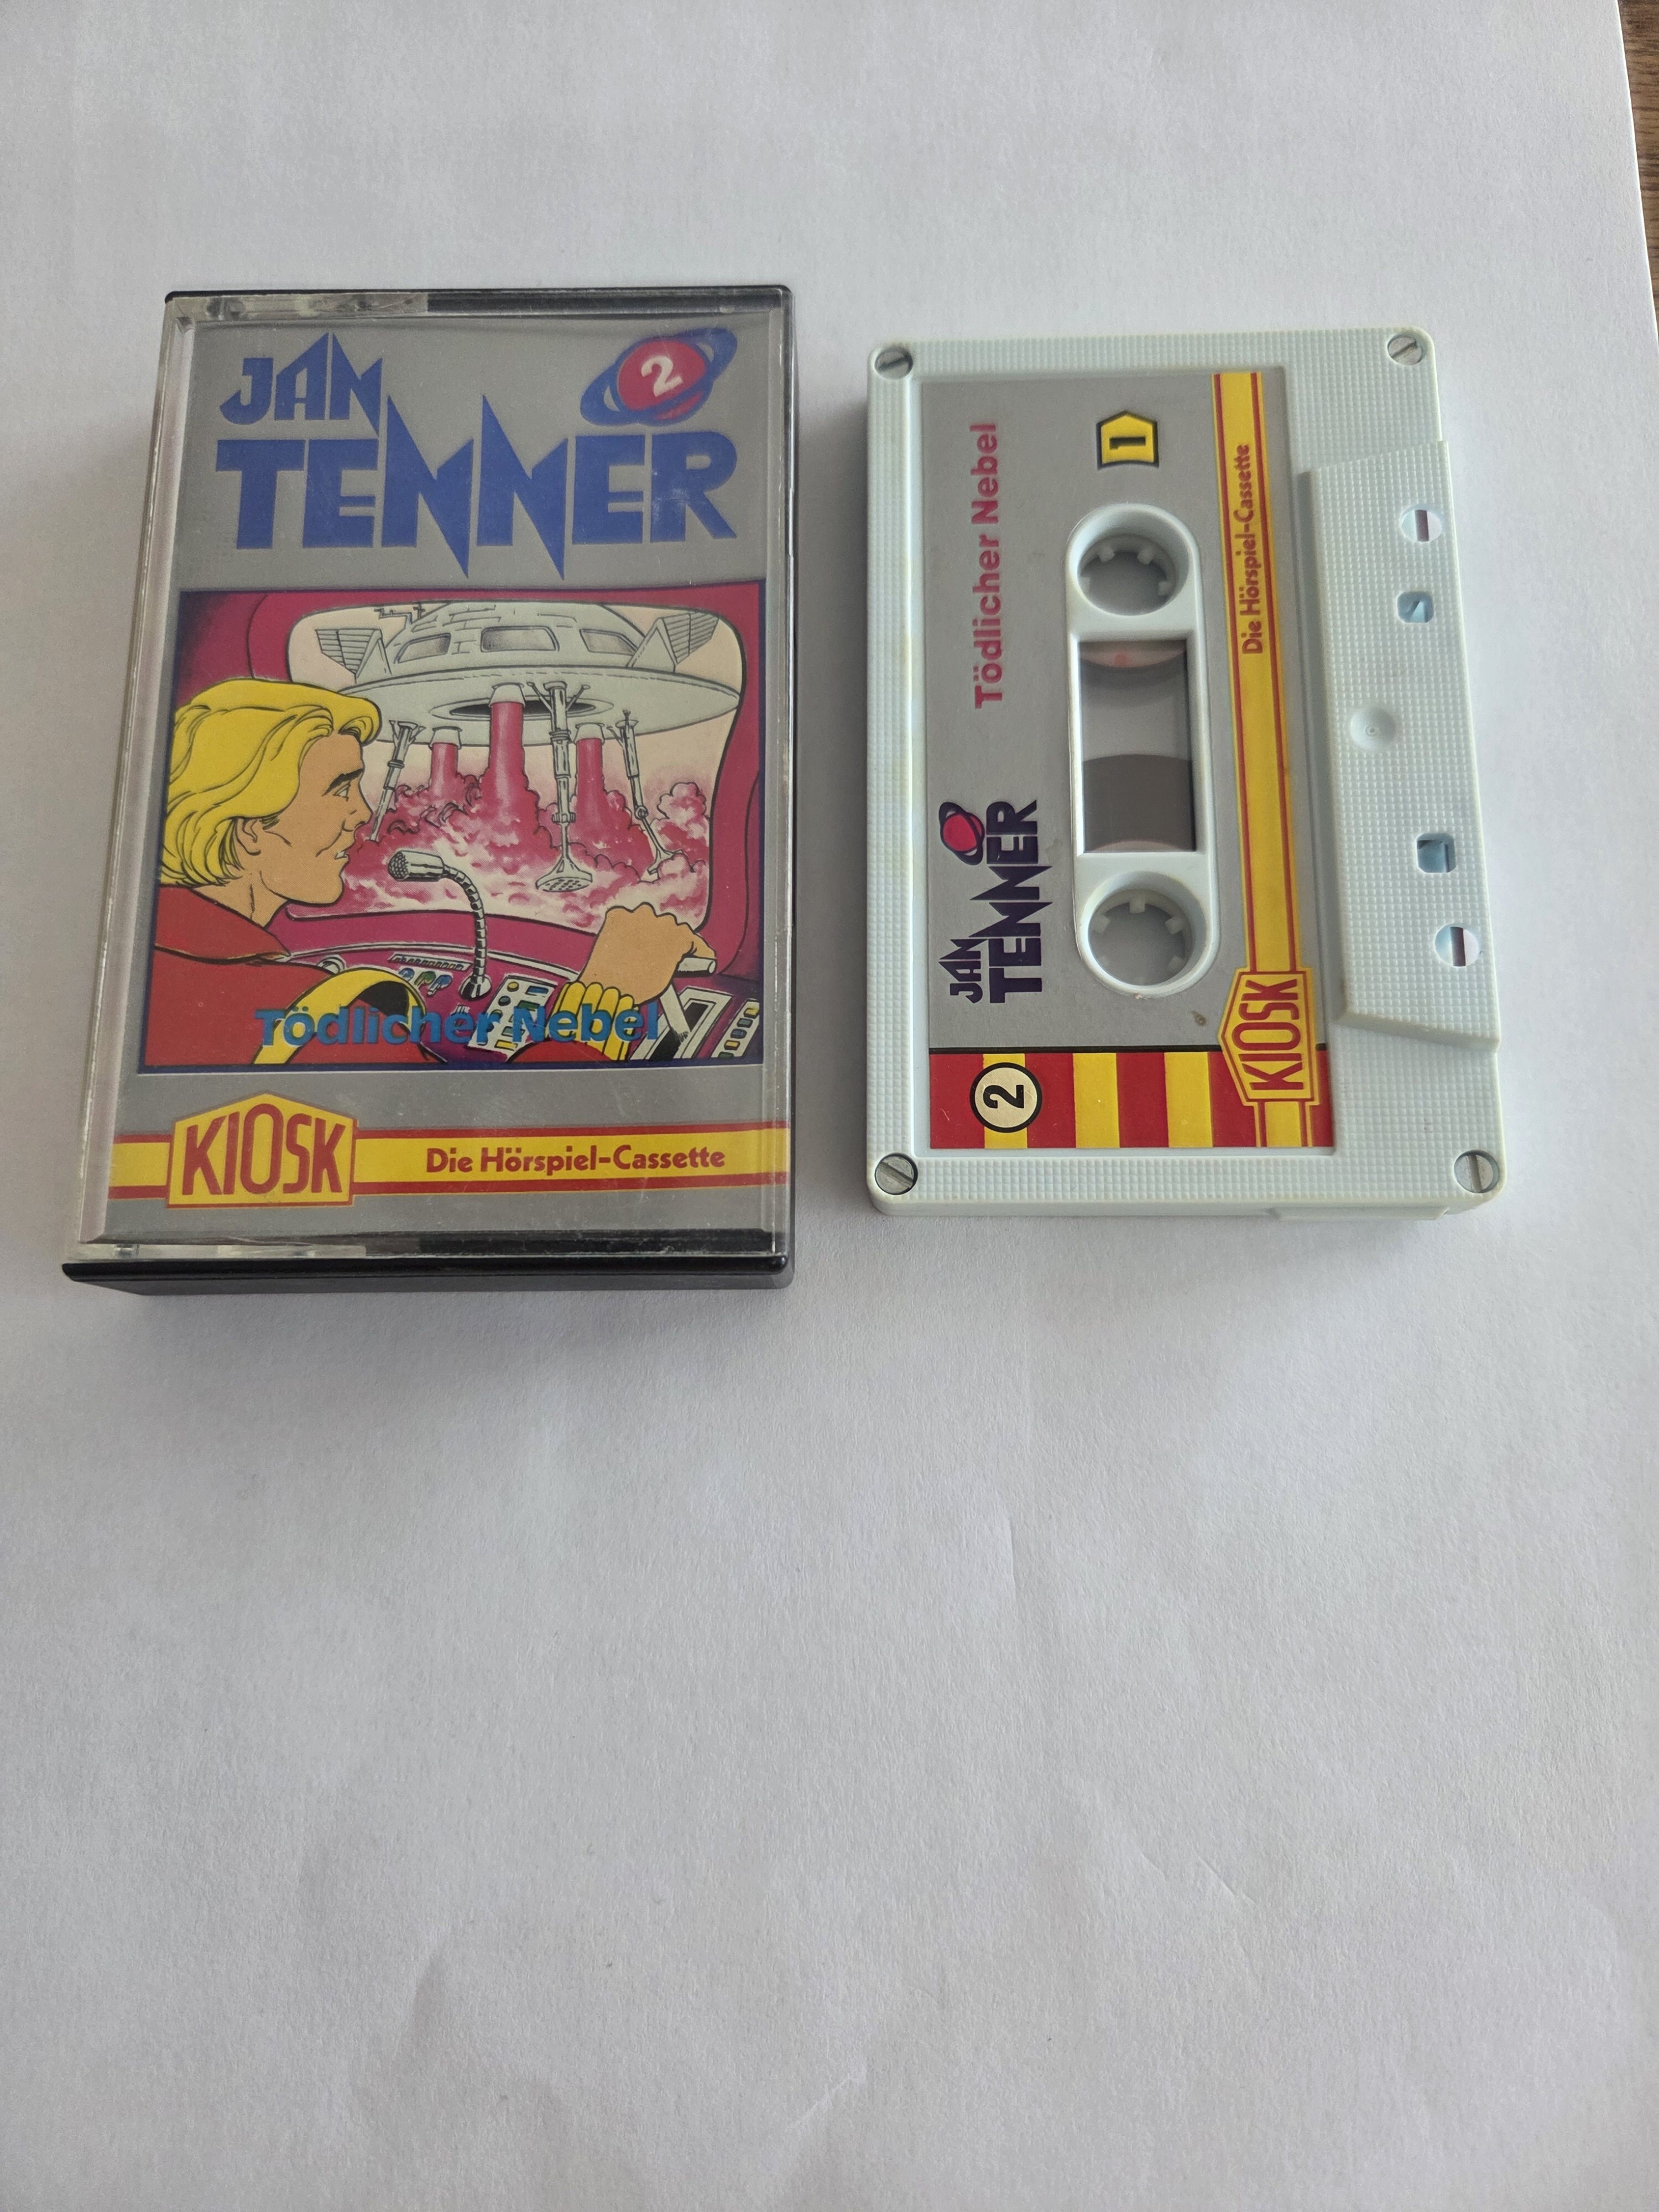 JAN
TENNER
2
Tödlicher Nebel
KIOSK
Die Hörspiel-Cassette
2
JAN
TENNER
Tödlicher Nebel
1
KIOSK
Die Hörspiel-Cassette